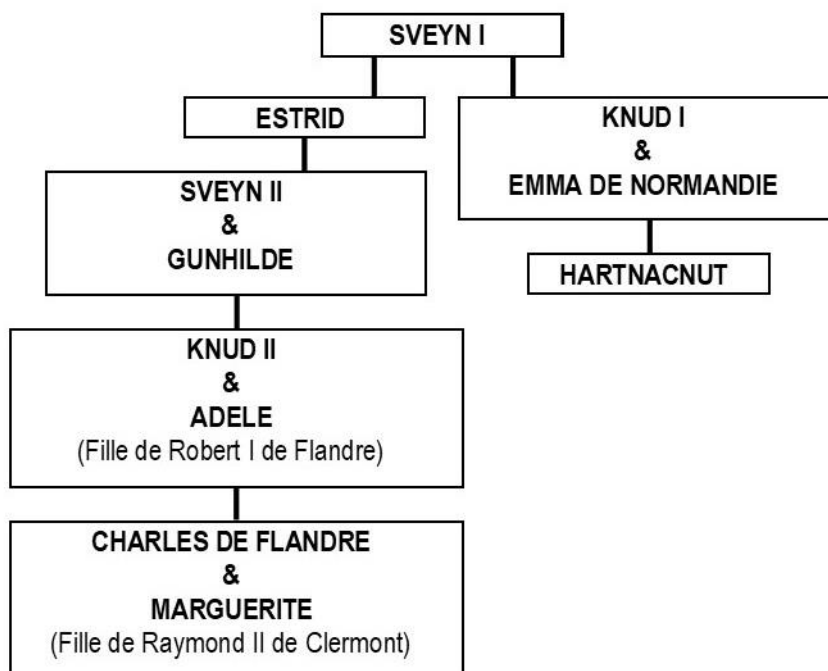 SVEYN I
ESTRID
KNUD I
&
EMMA DE NORMANDIE
SVEYN II
&
GUNHILDE
HARTNACNUT
KNUD II
&
ADELE
(Fille de Robert I de Flandre)
CHARLES DE FLANDRE
&
MARGUERITE
(Fille de Raymond II de Clermont)